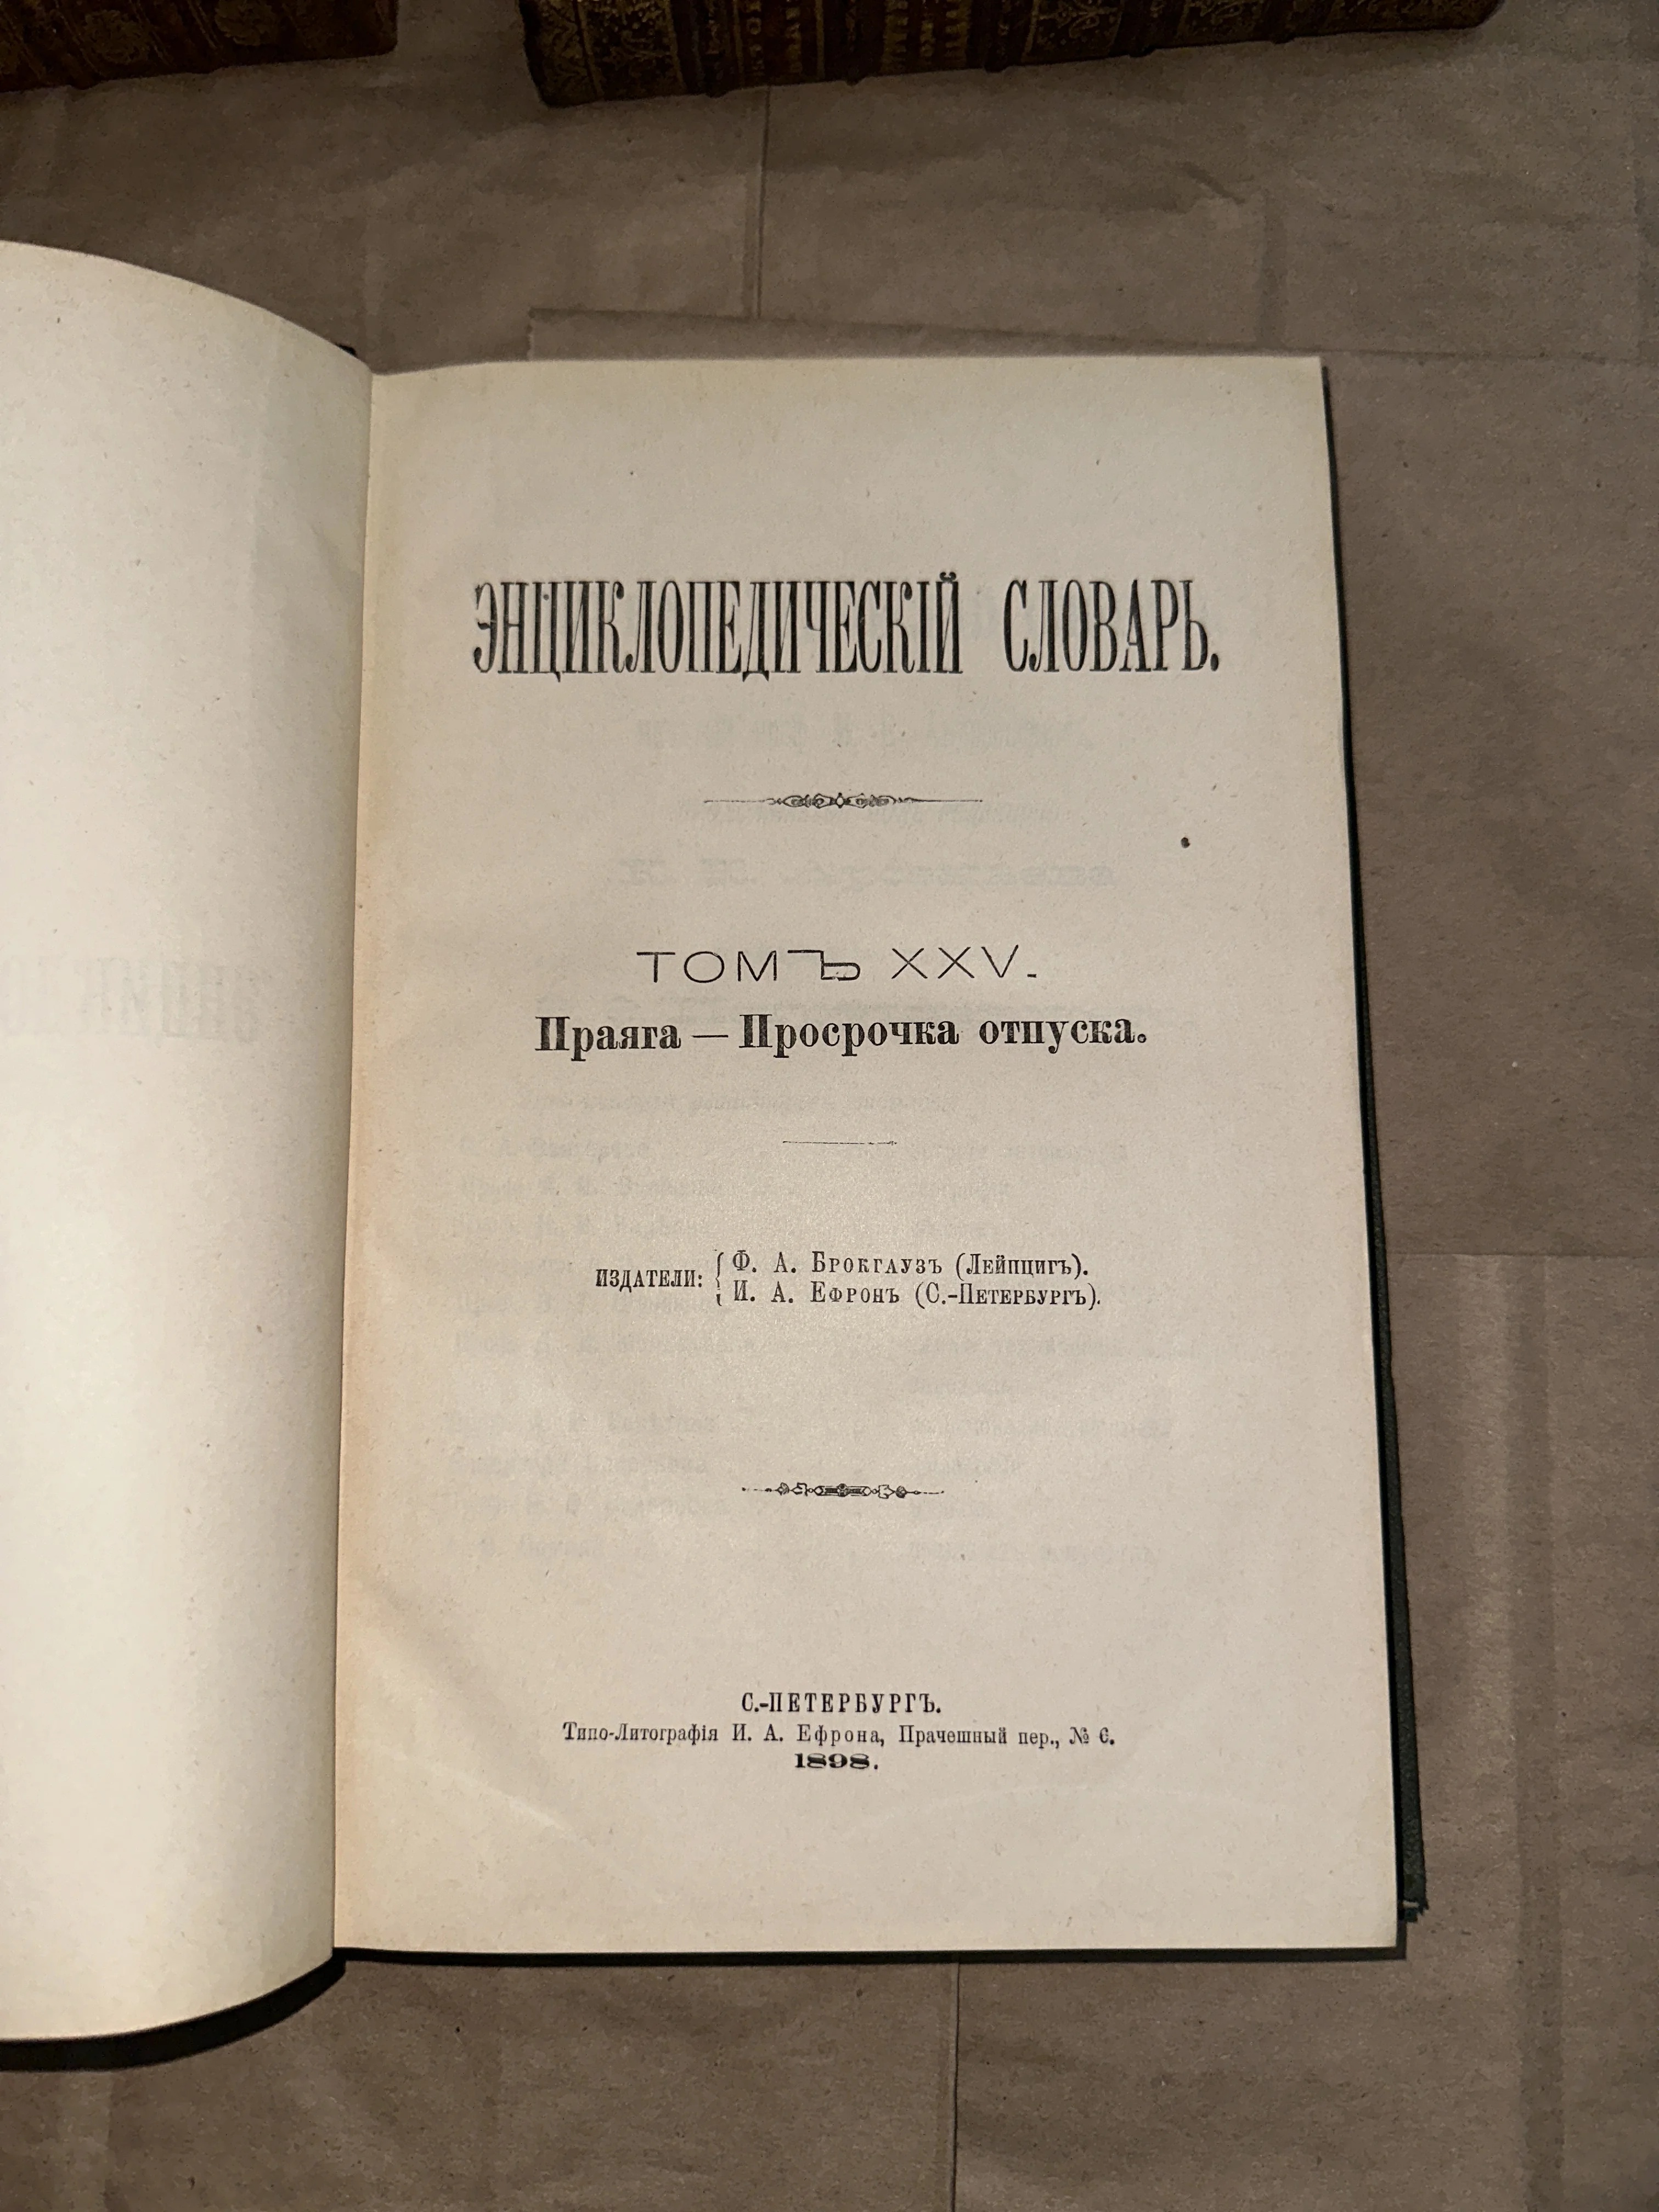 ЭНЦИКЛОПЕДИЧЕСКІЙ СЛОВАРЬ.
ТОМЪ XXV.
Праяга — Просрочка отпуска.
ИЗДАТЕЛИ: { Ф. А. Брокгаузъ (Лейпцигъ).
И. А. Ефронъ (С.-Петербургъ).
С.-ПЕТЕРБУРГЪ.
Типо-Литографія И. А. Ефрона, Прачешный пер., № 6.
1898.